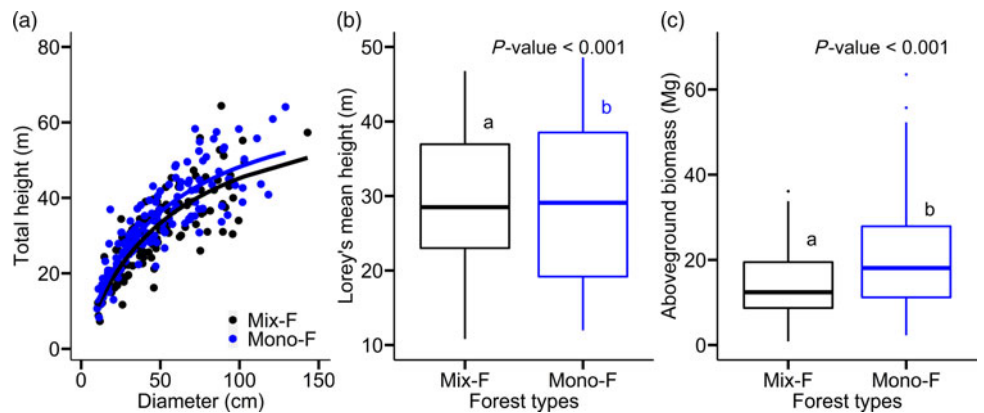 (a)
Total height (m)
80
60
40
20
0
Mix-F
Mono-F
0 50 100 150
Diameter (cm)
(b)
P-value < 0.001
Lorey's mean height (m)
50
40
30
20
10
a
b
Mix-F Mono-F
Forest types
(c)
P-value < 0.001
Aboveground biomass (Mg)
60
40
20
0
a
b
Mix-F Mono-F
Forest types